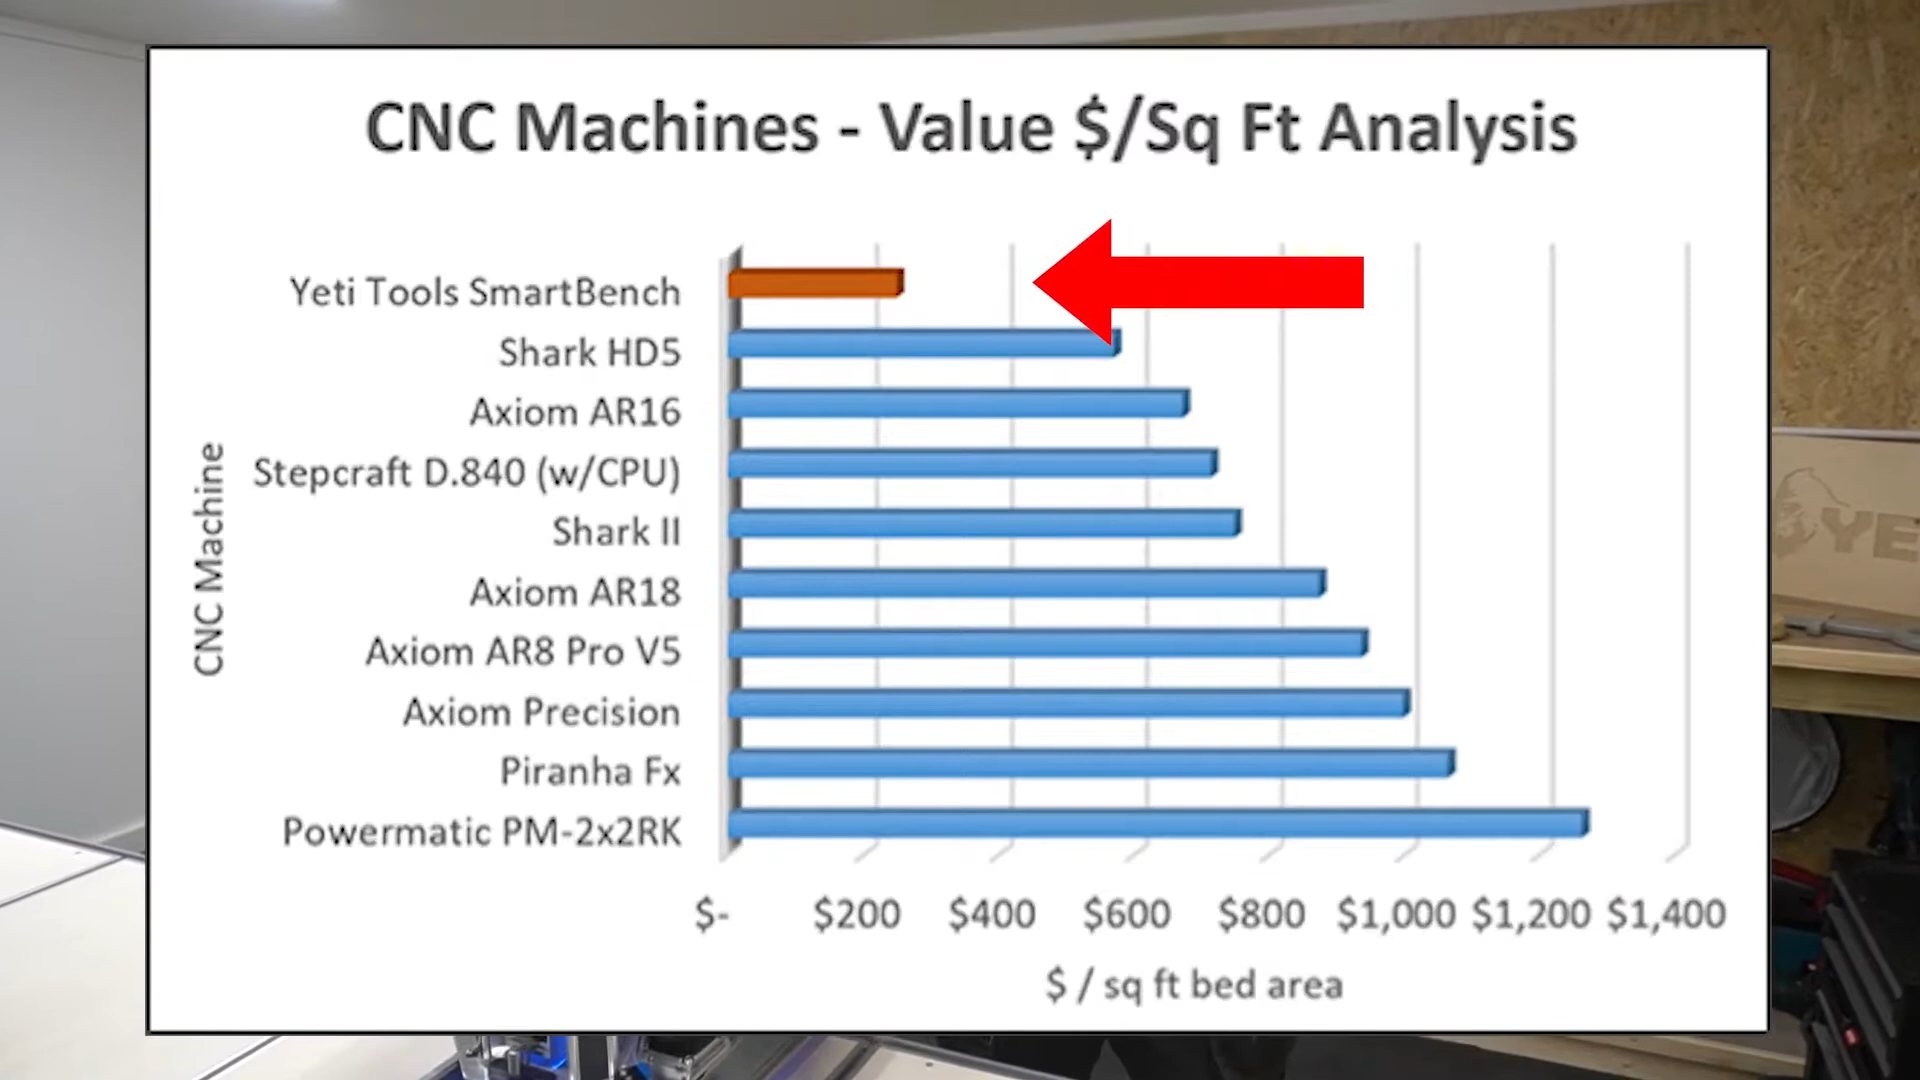 CNC Machines - Value $/Sq Ft Analysis
Yeti Tools SmartBench
Shark HD5
Axiom AR16
Stepcraft D.840 (w/CPU)
Shark II
Axiom AR18
Axiom AR8 Pro V5
Axiom Precision
Piranha Fx
Powermatic PM-2x2RK
CNC Machine
$- $200 $400 $600 $800 $1,000 $1,200 $1,400
$ / sq ft bed area